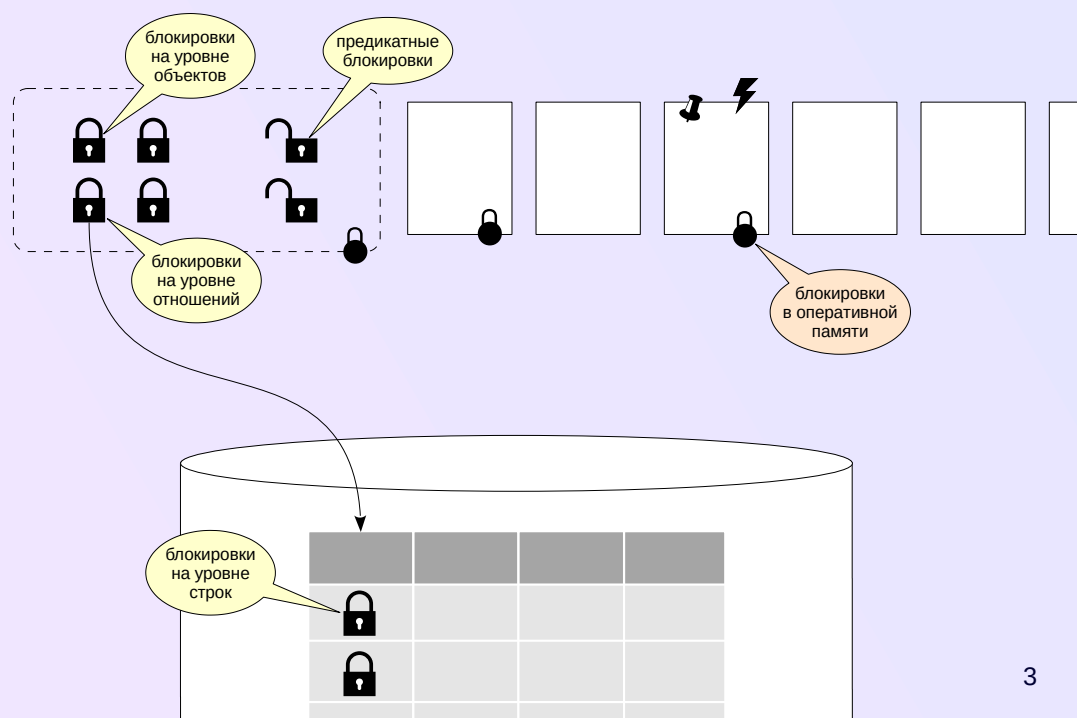 блокировки
на уровне
объектов
предикатные
блокировки
блокировки
на уровне
отношений
блокировки
в оперативной
памяти
блокировки
на уровне
строк
3